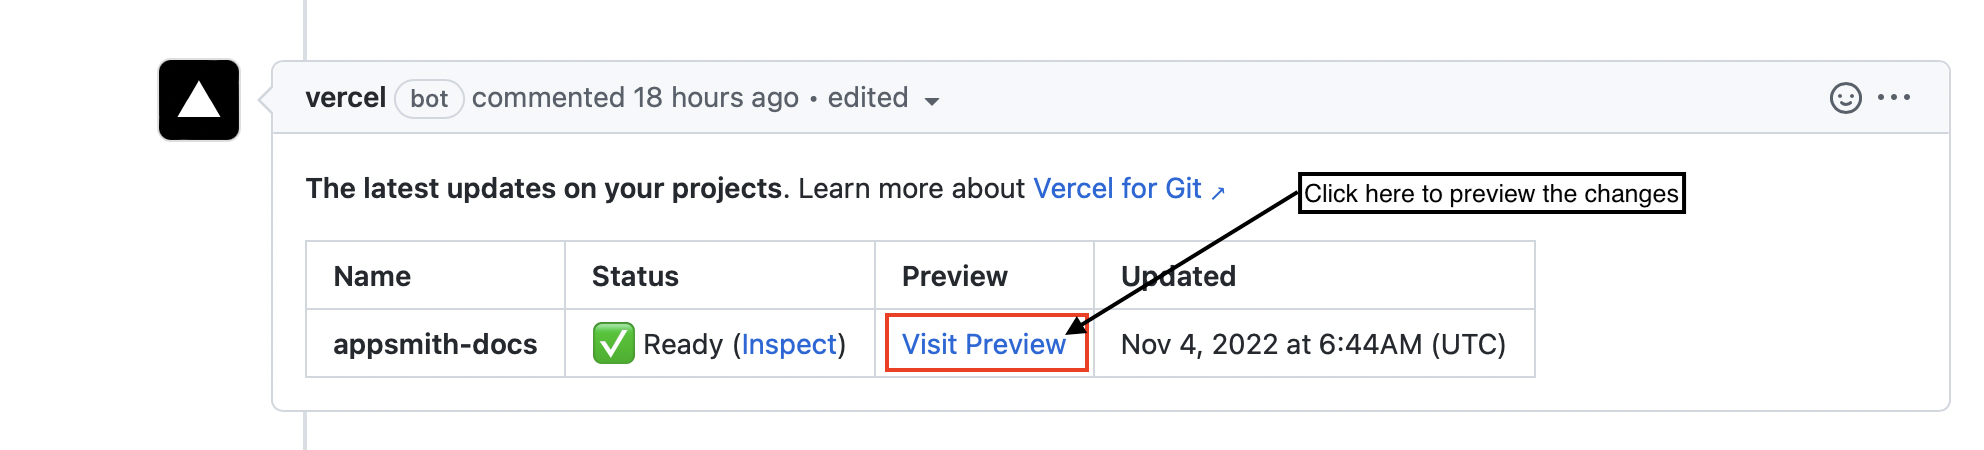 vercel bot commented 18 hours ago • edited
The latest updates on your projects. Learn more about Vercel for Git ↗
Click here to preview the changes
Name Status Preview Updated
appsmith-docs ✅ Ready (Inspect) Visit Preview Nov 4, 2022 at 6:44AM (UTC)